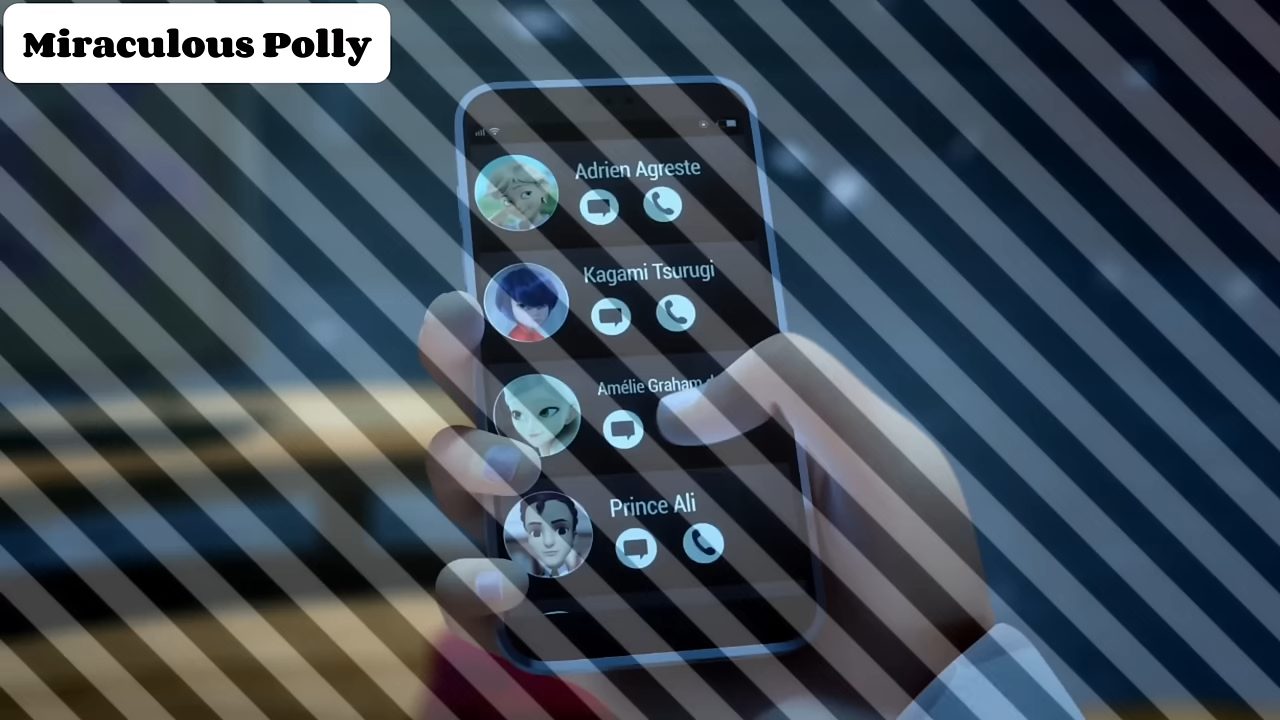 Miraculous Polly
Adrien Agreste
Kagami Tsurugi
Amélie Graham
Prince Ali